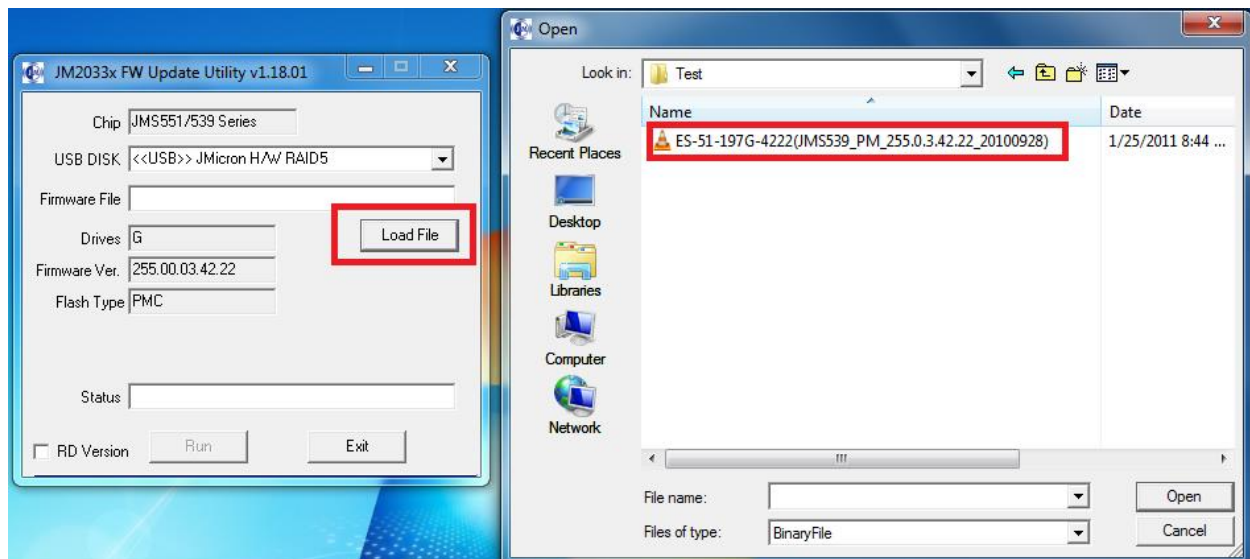 JM2033x FW Update Utility v1.18.01
Chip JMS551/539 Series
USB DISK <<USB>> JMicron H/W RAID5
Firmware File
Load File
Drives G
Firmware Ver. 255.00.03.42.22
Flash Type PMC
Status
RD Version Run Exit
Open
Look in: Test
Name Date
ES-51-197G-4222(JMS539_PM_255.0.3.42.22_20100928) 1/25/2011 8:44 ...
Recent Places
Desktop
Libraries
Computer
Network
File name: Open
Files of type: BinaryFile Cancel